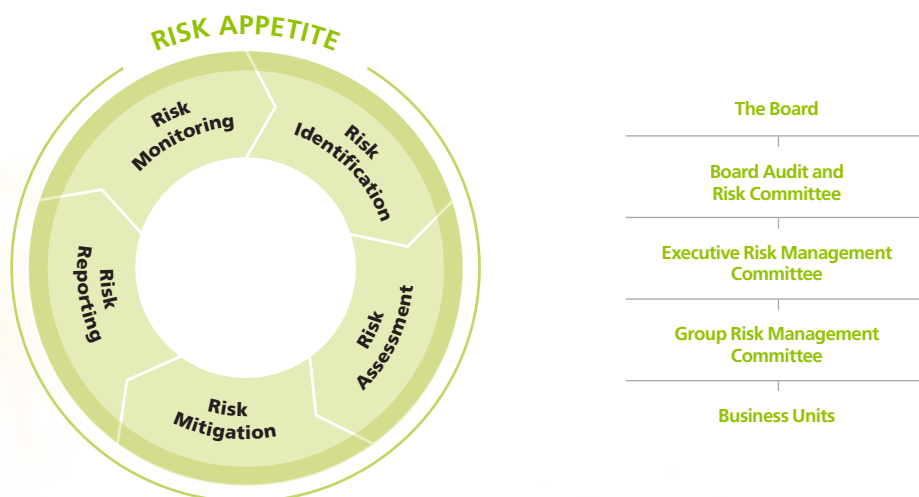 RISK APPETITE
Risk
Identification
Risk
Assessment
Risk
Mitigation
Risk
Reporting
Risk
Monitoring
The Board
Board Audit and
Risk Committee
Executive Risk Management
Committee
Group Risk Management
Committee
Business Units